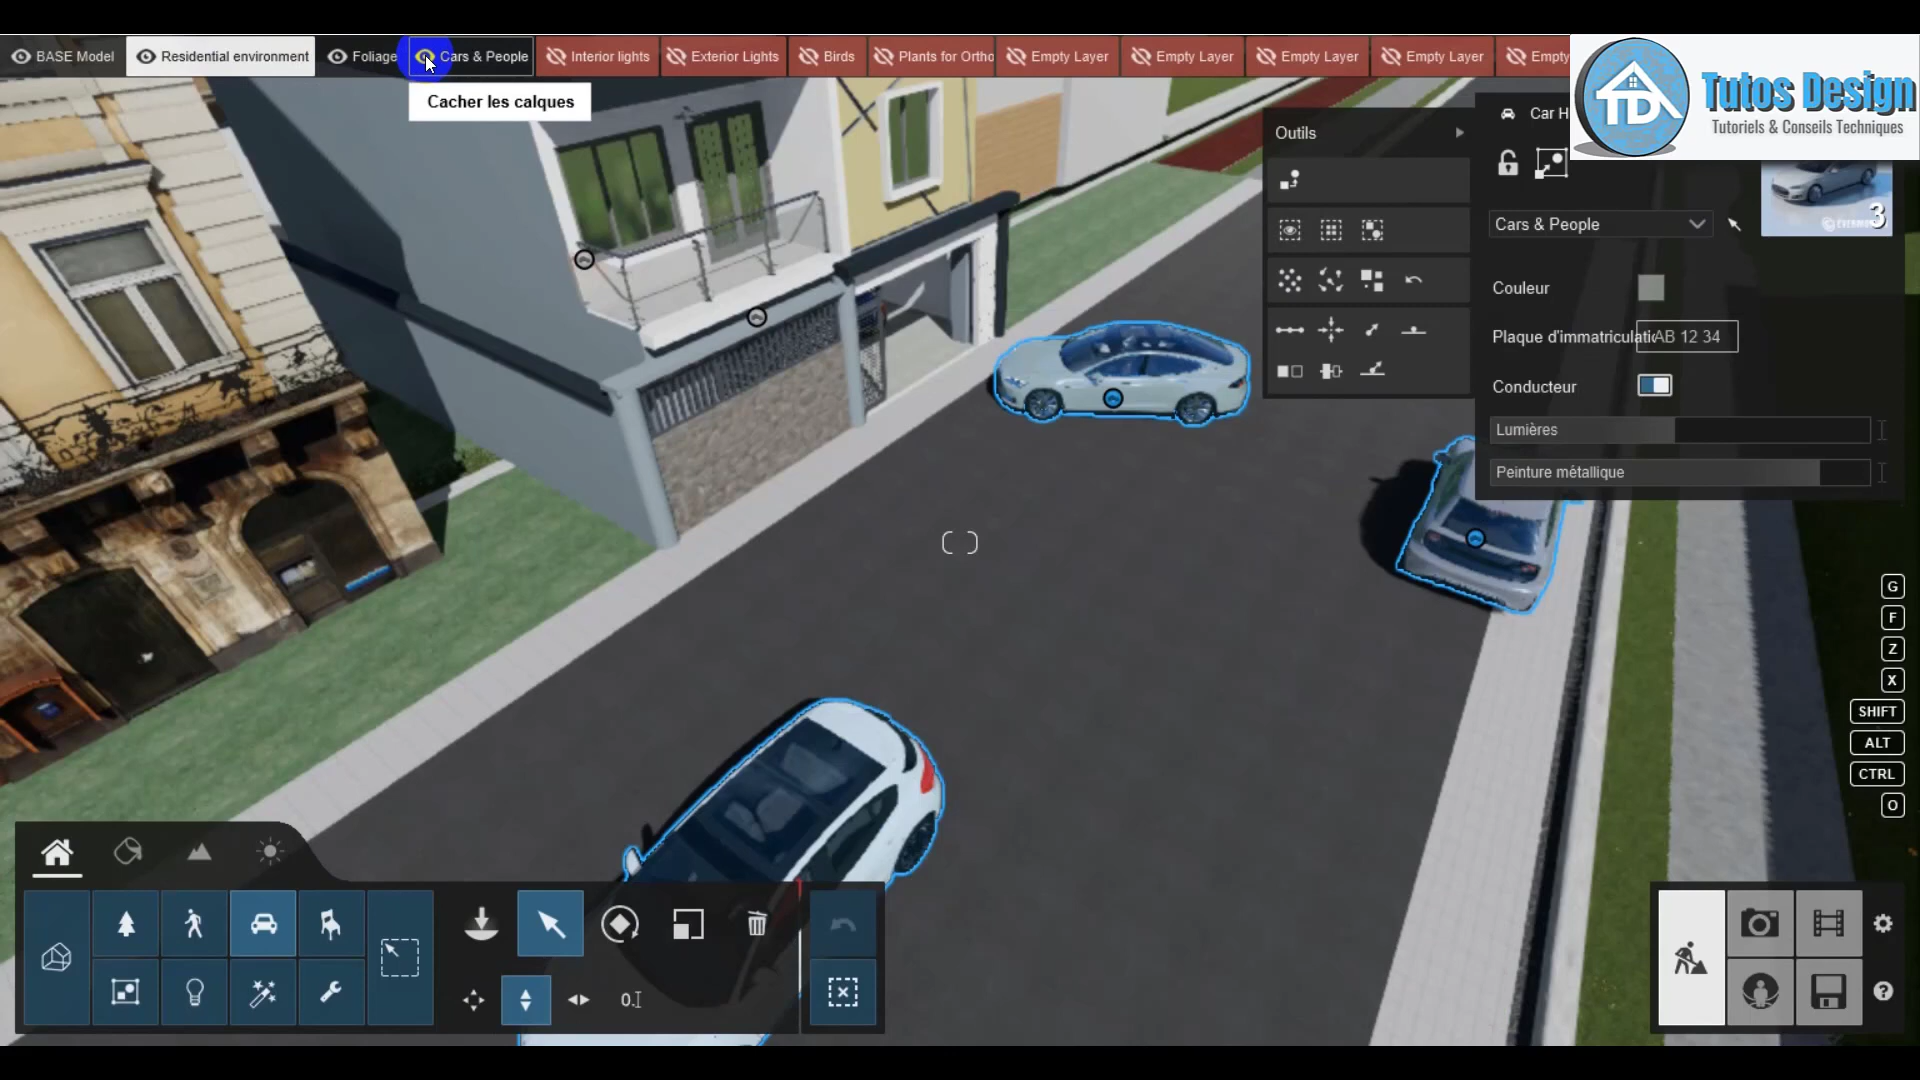 BASE Model
Residential environment
Foliage
Cars & People
Interior lights
Exterior Lights
Birds
Plants for Ortho
Empty Layer
Empty Layer
Empty Layer
Empty Layer
Empty
Cacher les calques
TD
Tutos Design
Tutoriels & Conseils Techniques
Outils
Car H
3
Cars & People
Couleur
Plaque d'immatriculati
AB 12 34
Conducteur
Lumières
Peinture métallique
G
F
Z
X
SHIFT
ALT
CTRL
O
0.
?